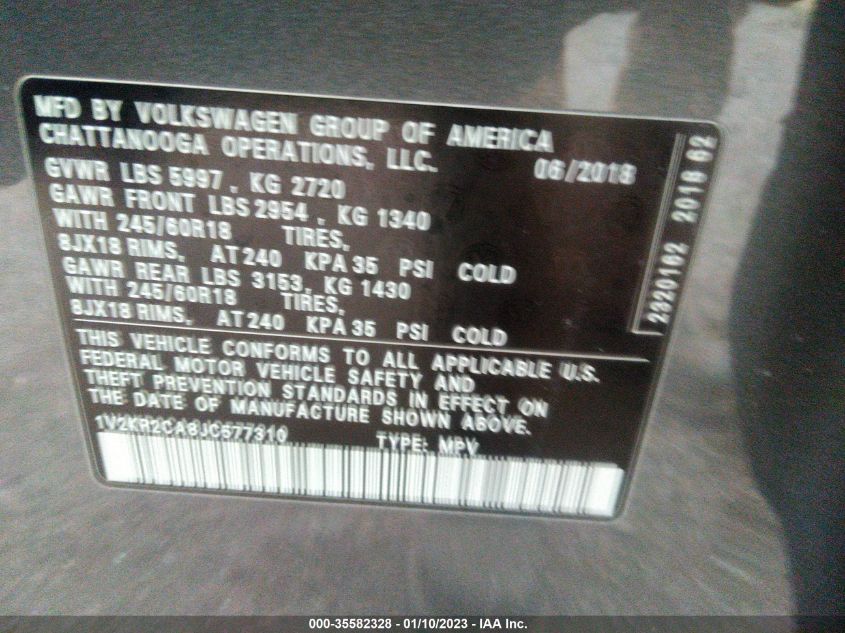 MFD BY VOLKSWAGEN GROUP OF AMERICA
CHATTANOOGA OPERATIONS, LLC. 06/2018
GVWR LBS 5997 , KG 2720
GAWR FRONT LBS 2954 , KG 1340
WITH 245/60R18 TIRES,
8JX18 RIMS, AT 240 KPA 35 PSI COLD
GAWR REAR LBS 3153, KG 1430
WITH 245/60R18 TIRES,
8JX18 RIMS, AT 240 KPA 35 PSI COLD
THIS VEHICLE CONFORMS TO ALL APPLICABLE U.S.
FEDERAL MOTOR VEHICLE SAFETY AND
THEFT PREVENTION STANDARDS IN EFFECT ON
THE DATE OF MANUFACTURE SHOWN ABOVE.
1V2KR2CA8JC577310 TYPE: MPV
2920162 2018 62
000-35582328 - 01/10/2023 - IAA Inc.